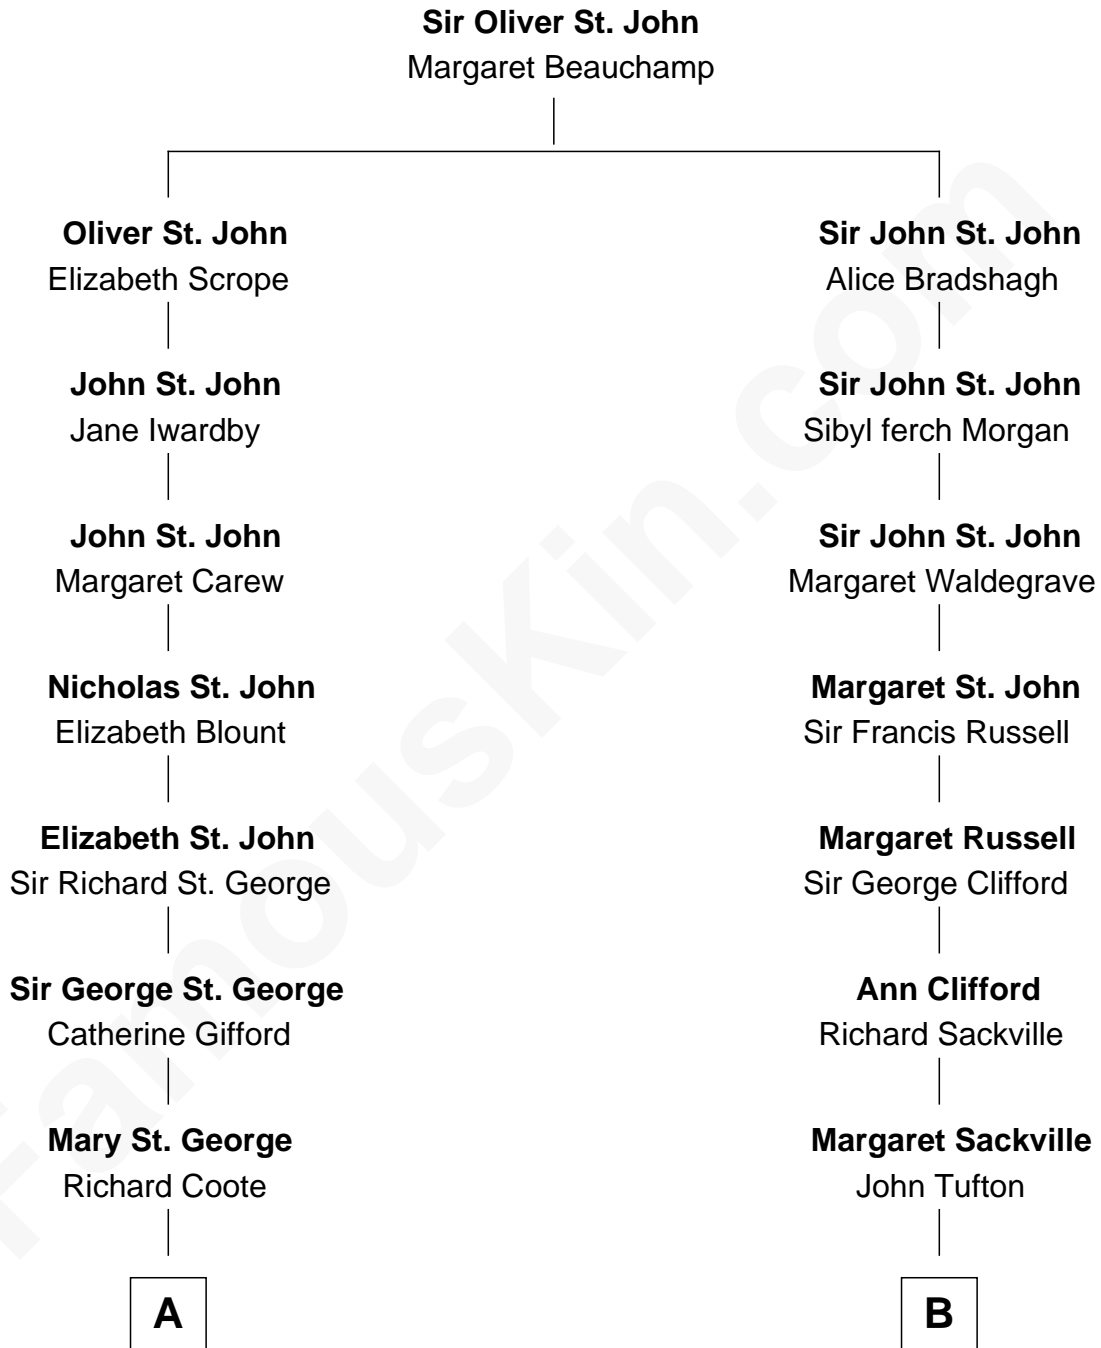 Sir Oliver St. John
Margaret Beauchamp
Oliver St. John
Elizabeth Scrope
John St. John
Jane Iwardby
John St. John
Margaret Carew
Nicholas St. John
Elizabeth Blount
Elizabeth St. John
Sir Richard St. George
Sir George St. George
Catherine Gifford
Mary St. George
Richard Coote
A
Sir John St. John
Alice Bradshagh
Sir John St. John
Sibyl ferch Morgan
Sir John St. John
Margaret Waldegrave
Margaret St. John
Sir Francis Russell
Margaret Russell
Sir George Clifford
Ann Clifford
Richard Sackville
Margaret Sackville
John Tufton
B
FamousKin.com